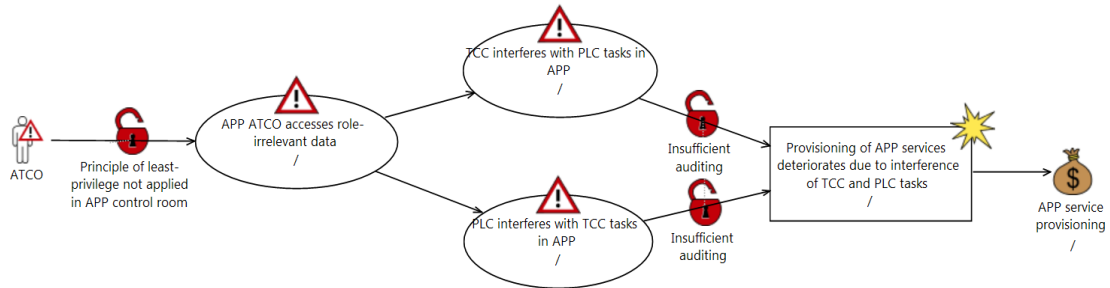 ATCO
Principle of least-
privilege not applied
in APP control room
APP ATCO accesses role-
irrelevant data
/
TCC interferes with PLC tasks in
APP
/
PLC interferes with TCC tasks
in APP
/
Insufficient
auditing
Insufficient
auditing
Provisioning of APP services
deteriorates due to interference
of TCC and PLC tasks
/
$
APP service
provisioning
/